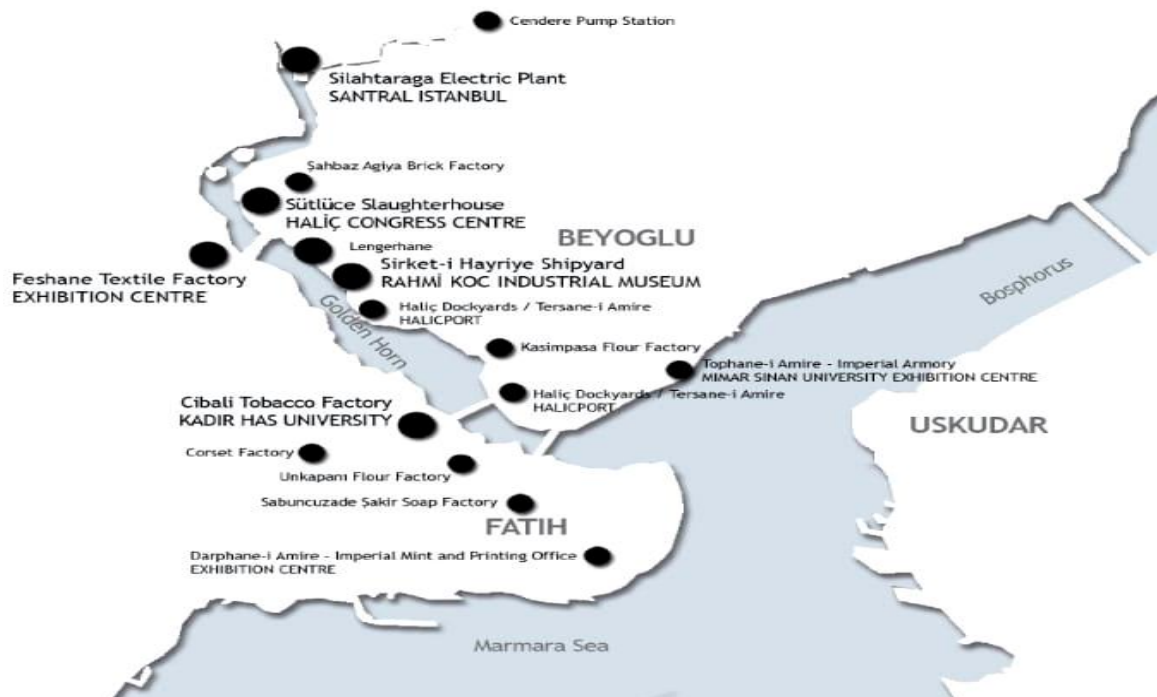 Cendere Pump Station
Silahtaraga Electric Plant
SANTRAL ISTANBUL
Şahbaz Agiya Brick Factory
Sütlüce Slaughterhouse
HALİÇ CONGRESS CENTRE
BEYOGLU
Lengerhane
Feshane Textile Factory
EXHIBITION CENTRE
Sirket-i Hayriye Shipyard
RAHMİ KOC INDUSTRIAL MUSEUM
Bosphorus
Golden Horn
Haliç Dockyards / Tersane-i Amire
HALICPORT
Kasimpasa Flour Factory
Tophane-i Amire - Imperial Armory
MIMAR SINAN UNIVERSITY EXHIBITION CENTRE
Haliç Dockyards / Tersane-i Amire
HALICPORT
Cibali Tobacco Factory
KADIR HAS UNIVERSITY
USKUDAR
Corset Factory
Unkapanı Flour Factory
Sabuncuzade Şakir Soap Factory
FATIH
Darphane-i Amire - Imperial Mint and Printing Office
EXHIBITION CENTRE
Marmara Sea